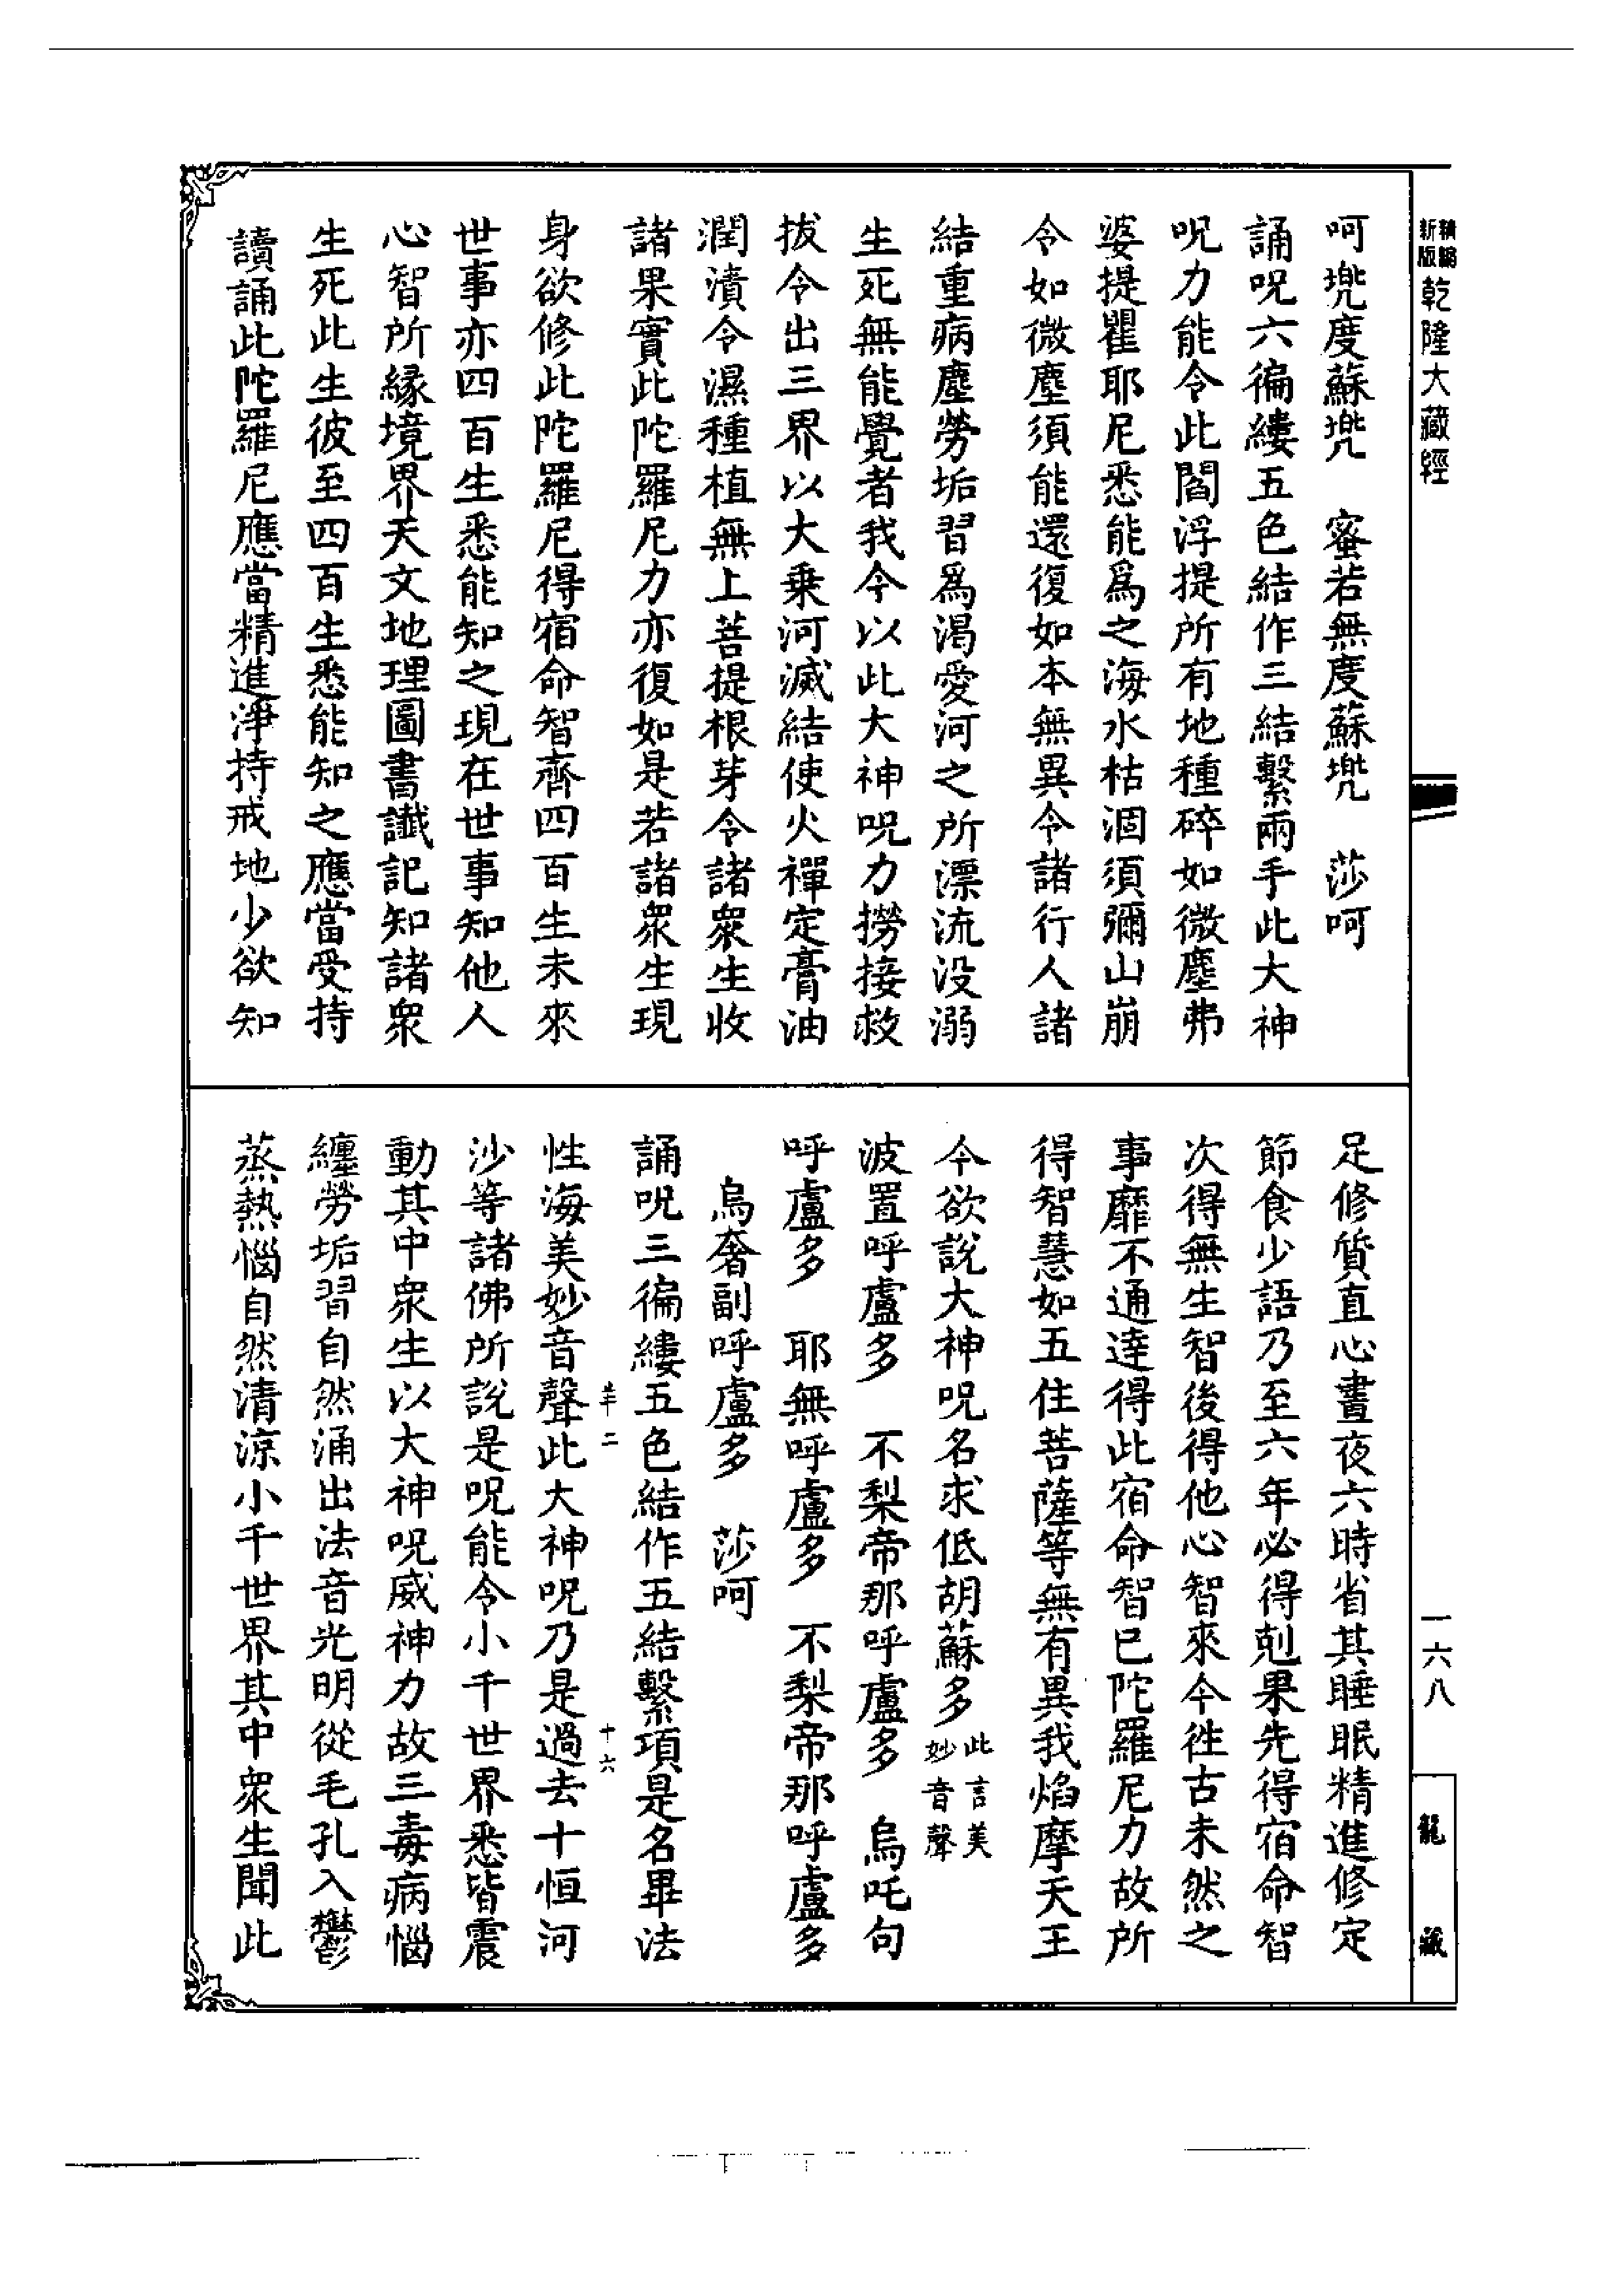 新編
新版
乾隆大藏經
呵兠度蘇兠　蜜若無度蘇兠　莎呵
誦呪六徧縷五色結作三結繫兩手此大神
呪力能令此閻浮提所有地種碎如微塵弗
婆提瞿耶尼悉能爲之海水枯涸須彌山崩
令如微塵須能還復如本無異令諸行人諸
結重病塵勞垢習爲渴愛河之所漂流没溺
生死無能覺者我今以此大神呪力撈接救
拔令出三界以大乗河滅結使火禪定膏油
潤漬令濕種植無上菩提根芽令諸衆生收
諸果實此陀羅尼力亦復如是若諸衆生現
身欲修此陀羅尼得宿命智齊四百生未來
世事亦四百生悉能知之現在世事知他人
心智所緣境界天文地理圖書讖記知諸衆
生死此生彼至四百生悉能知之應當受持
讀誦此陀羅尼應當精進淨持戒地少欲知
足修質直心晝夜六時省其睡眠精進修定
節食少語乃至六年必得剋果先得宿命智
次得無生智後得他心智來今徃古未然之
事靡不通達得此宿命智已陀羅尼力故所
得智慧如五住菩薩等無有異我焰摩天王
今欲說大神呪名求低胡蘇多此言美妙音聲
波置呼盧多　不梨帝那呼盧多　烏吒句
呼盧多　耶無呼盧多　不梨帝那呼盧多
烏奢副呼盧多　莎呵
誦呪三徧縷五色結作五結繫項是名畢法
性海美妙音聲此大神呪乃是過去十恒河
沙等諸佛所說是呪能令小千世界悉皆震
動其中衆生以大神呪威神力故三毒病惱
纏勞垢習自然涌出法音光明從毛孔入鬱
蒸熱惱自然清涼小千世界其中衆生聞此
一六八
龍藏
十六